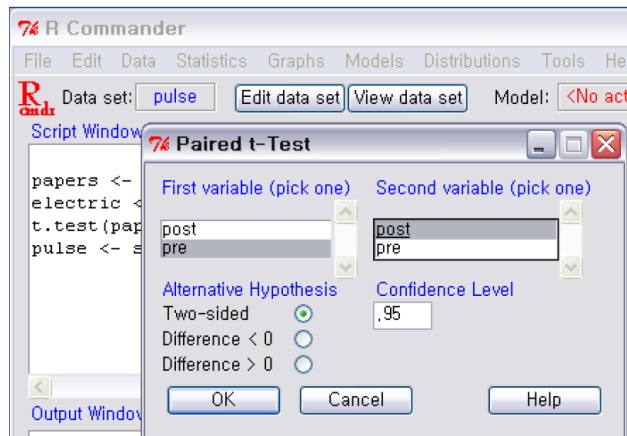 R Commander
File Edit Data Statistics Graphs Models Distributions Tools
R cmdr Data set: pulse Edit data set View data set Model: <No
Script Window
Paired t-Test
papers <-
electric
t.test(pap
pulse <- s
First variable (pick one) Second variable (pick one)
post post
pre pre
Alternative Hypothesis Confidence Level
Two-sided .95
Difference < 0
Difference > 0
OK Cancel Help
Output Window